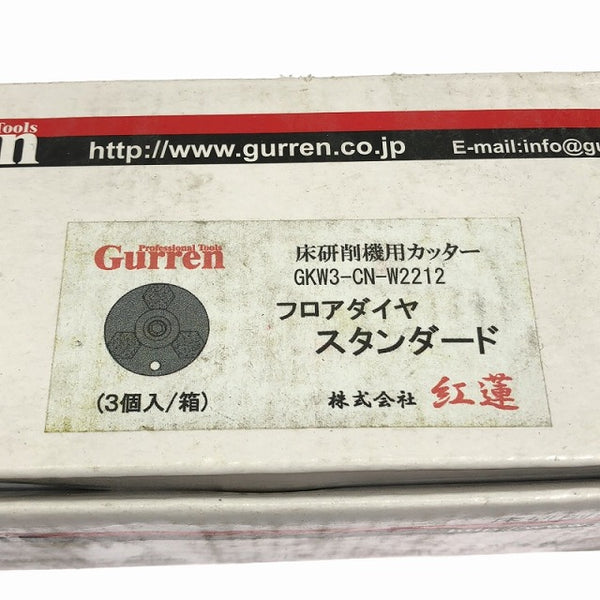 Tools
http://www.gurren.co.jp E-mail:info@gu
Professional Tools
Gurren
床研削機用カッター
GKW3-CN-W2212
フロアダイヤ
スタンダード
(3個入/箱)
株式会社 紅蓮